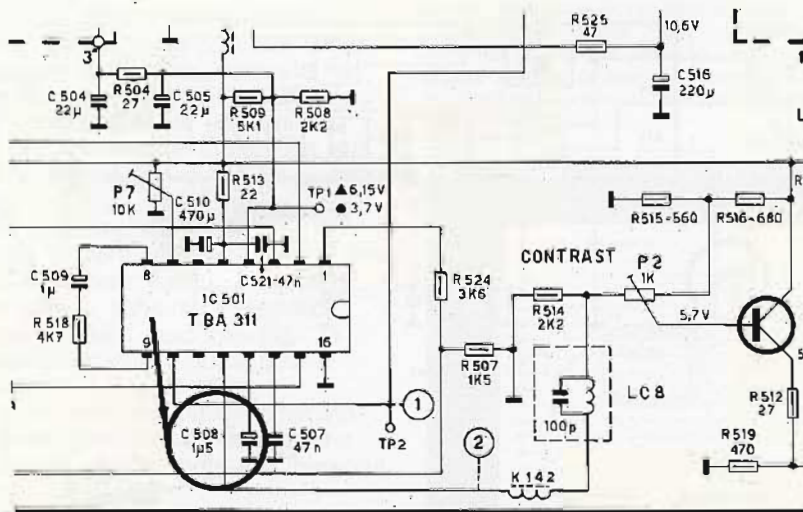 R525
47
10,6V
3
R504
27
C504
22µ
C505
22µ
R509
5K1
R508
2K2
C516
220µ
P7
10K
R513
22
C510
470µ
TP1 ▲ 6,15V
● 3,7V
R515=560
R516=680
CONTRAST
P2
1K
C509
1µ
8
C521-47n
1
R524
3K6
IC501
TBA 311
R514
2K2
5,7V
R518
4K7
9
16
R507
1K5
LC8
R512
27
1
100p
C508
1µ5
C507
47n
TP2
2
R519
470
K142